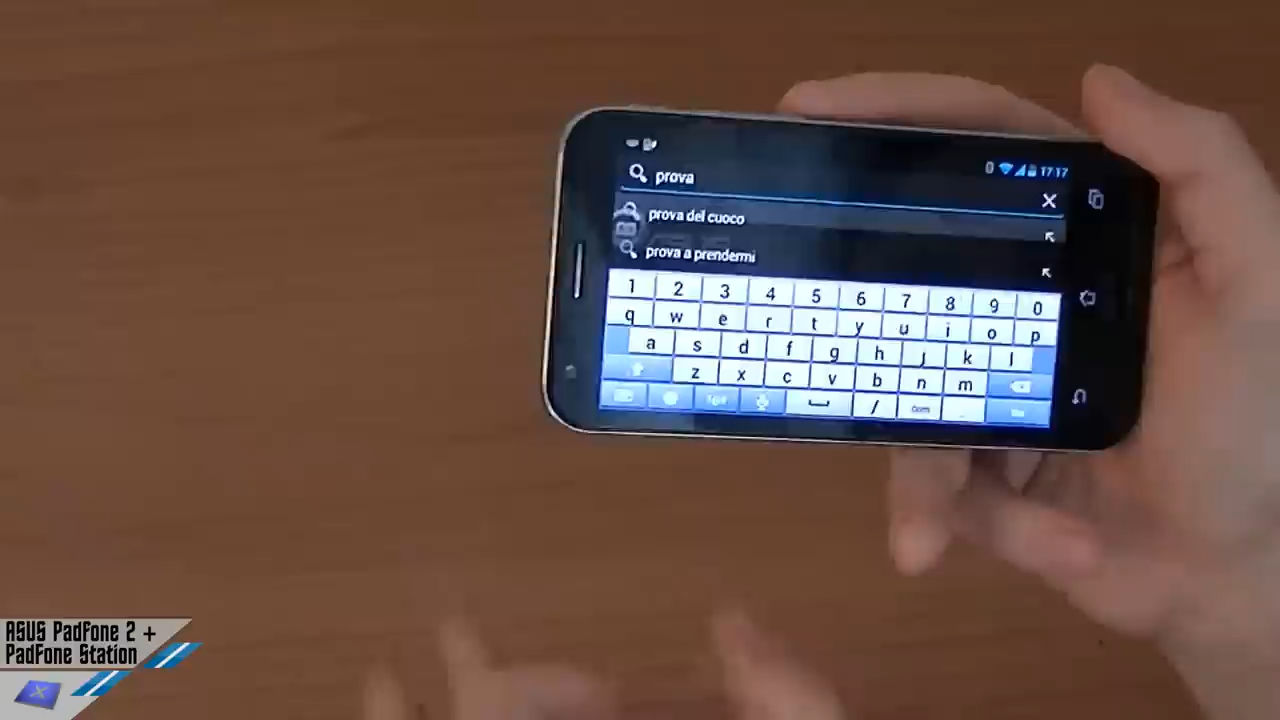 17:17
prova
prova del cuoco
prova a prendermi
1 2 3 4 5 6 7 8 9 0
q w e r t y u i o p
a s d f g h j k l
z x c v b n m
/ .com
ASUS PadFone 2 +
PadFone Station